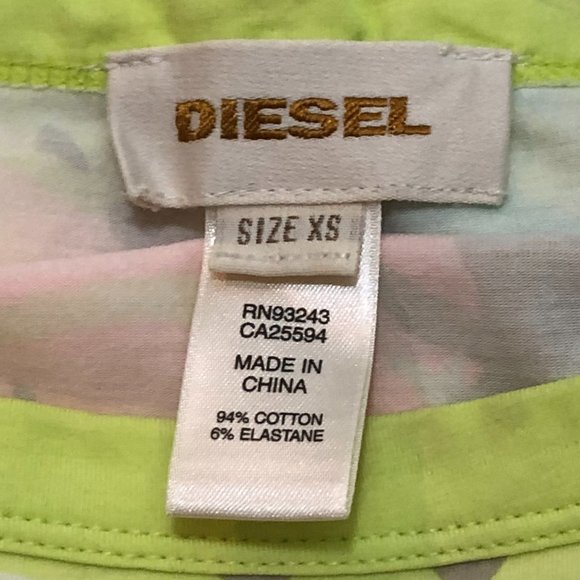 DIESEL
SIZE XS
RN93243
CA25594
MADE IN
CHINA
94% COTTON
6% ELASTANE